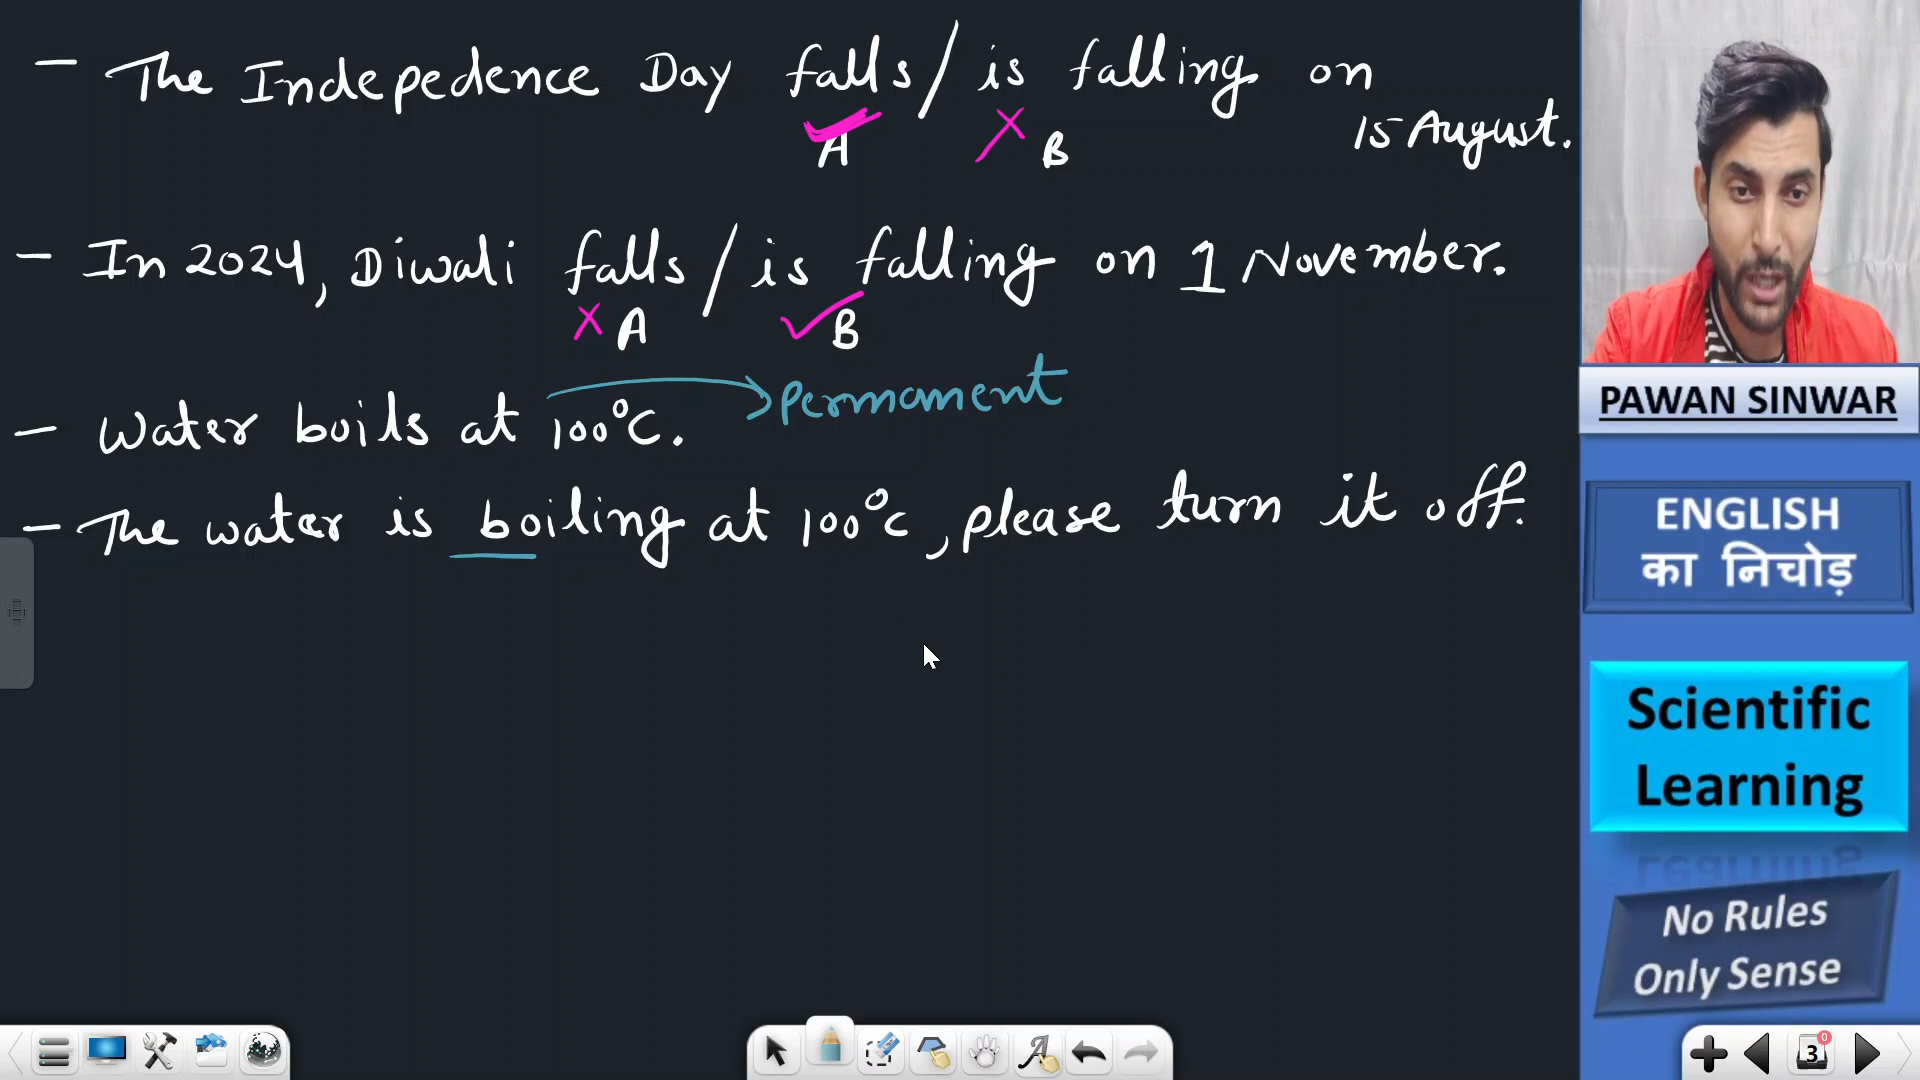 - The Indepedence Day falls / is falling on
15 August.
A B
- In 2024, Diwali falls / is falling on 1 November.
A B
permament
- Water boils at 100°C.
- The water is boiling at 100°C, please turn it off.
PAWAN SINWAR
ENGLISH
का निचोड़
Scientific
Learning
No Rules
Only Sense
3
0